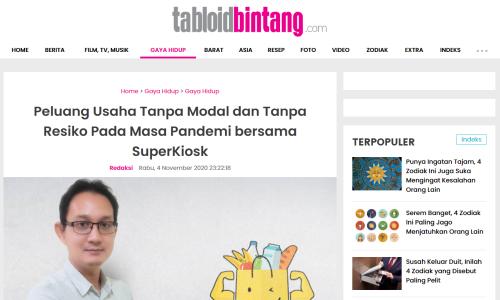 tabloidbintang.com
HOME BERITA FILM, TV, MUSIK GAYA HIDUP BARAT ASIA RESEP FOTO VIDEO ZODIAK EXTRA INDEKS
Home > Gaya Hidup > Gaya Hidup
Peluang Usaha Tanpa Modal dan Tanpa
Resiko Pada Masa Pandemi bersama
SuperKiosk
Redaksi Rabu, 4 November 2020 23:22:18
TERPOPULER
Indeks
Punya Ingatan Tajam, 4
Zodiak Ini Juga Suka
Mengingat Kesalahan
Orang Lain
Serem Banget, 4 Zodiak
Ini Paling Jago
Menjatuhkan Orang Lain
Susah Keluar Duit, Inilah
4 Zodiak yang Disebut
Paling Pelit